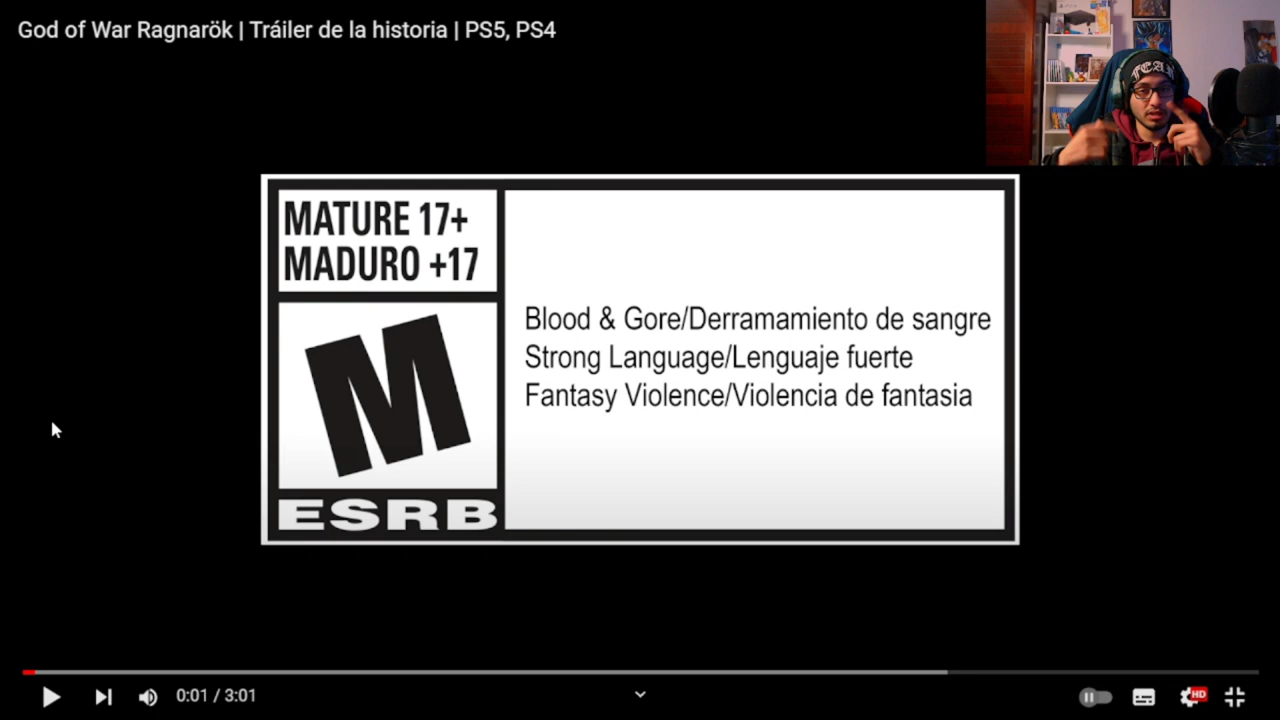 God of War Ragnarök | Tráiler de la historia | PS5, PS4
FEAR
MATURE 17+
MADURO +17
M
ESRB
Blood & Gore/Derramamiento de sangre
Strong Language/Lenguaje fuerte
Fantasy Violence/Violencia de fantasia
0:01 / 3:01
HD